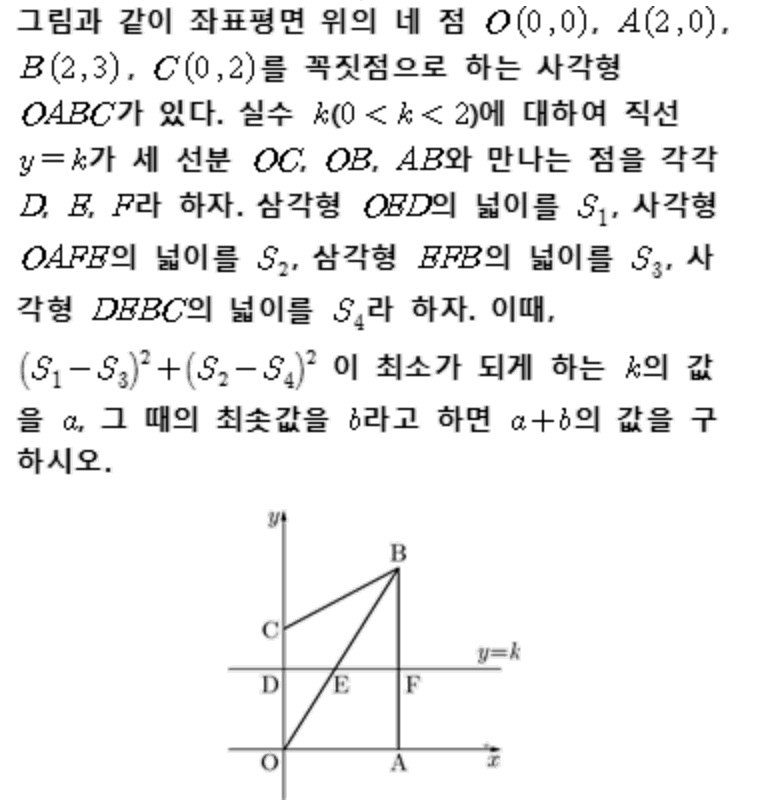 그림과 같이 좌표평면 위의 네 점 O(0,0), A(2,0),
B(2,3), C(0,2)를 꼭짓점으로 하는 사각형
OABC가 있다. 실수 k(0<k<2)에 대하여 직선
y=k가 세 선분 OC, OB, AB와 만나는 점을 각각
D, E, F라 하자. 삼각형 OED의 넓이를 S₁, 사각형
OAFE의 넓이를 S₂, 삼각형 EFB의 넓이를 S₃, 사
각형 DEBC의 넓이를 S₄라 하자. 이때,
(S₁-S₃)²+(S₂-S₄)² 이 최소가 되게 하는 k의 값
을 a, 그 때의 최솟값을 b라고 하면 a+b의 값을 구
하시오.
y
B
C
y=k
D E F
O A x